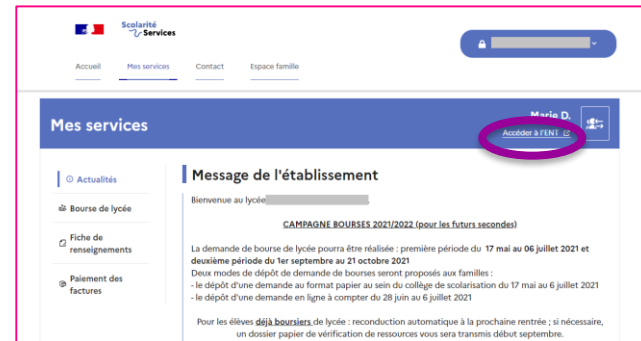 Scolarité
Services
Accueil Mes services Contact Espace famille
Mes services
Marie D.
Accéder à l'ENT
Actualités
Bourse de lycée
Fiche de
renseignements
Paiement des
factures
Message de l'établissement
Bienvenue au lycée
CAMPAGNE BOURSES 2021/2022 (pour les futurs secondes)
La demande de bourse de lycée pourra être réalisée : première période du 17 mai au 06 juillet 2021 et
deuxième période du 1er septembre au 21 octobre 2021
Deux modes de dépôt de demande de bourses seront proposés aux familles :
- le dépôt d'une demande au format papier au sein du collège de scolarisation du 17 mai au 6 juillet 2021
- le dépôt d'une demande en ligne à compter du 28 juin au 6 juillet 2021
Pour les élèves déjà boursiers de lycée : reconduction automatique à la prochaine rentrée ; si nécessaire,
un dossier papier de vérification de ressources vous sera transmis début septembre.